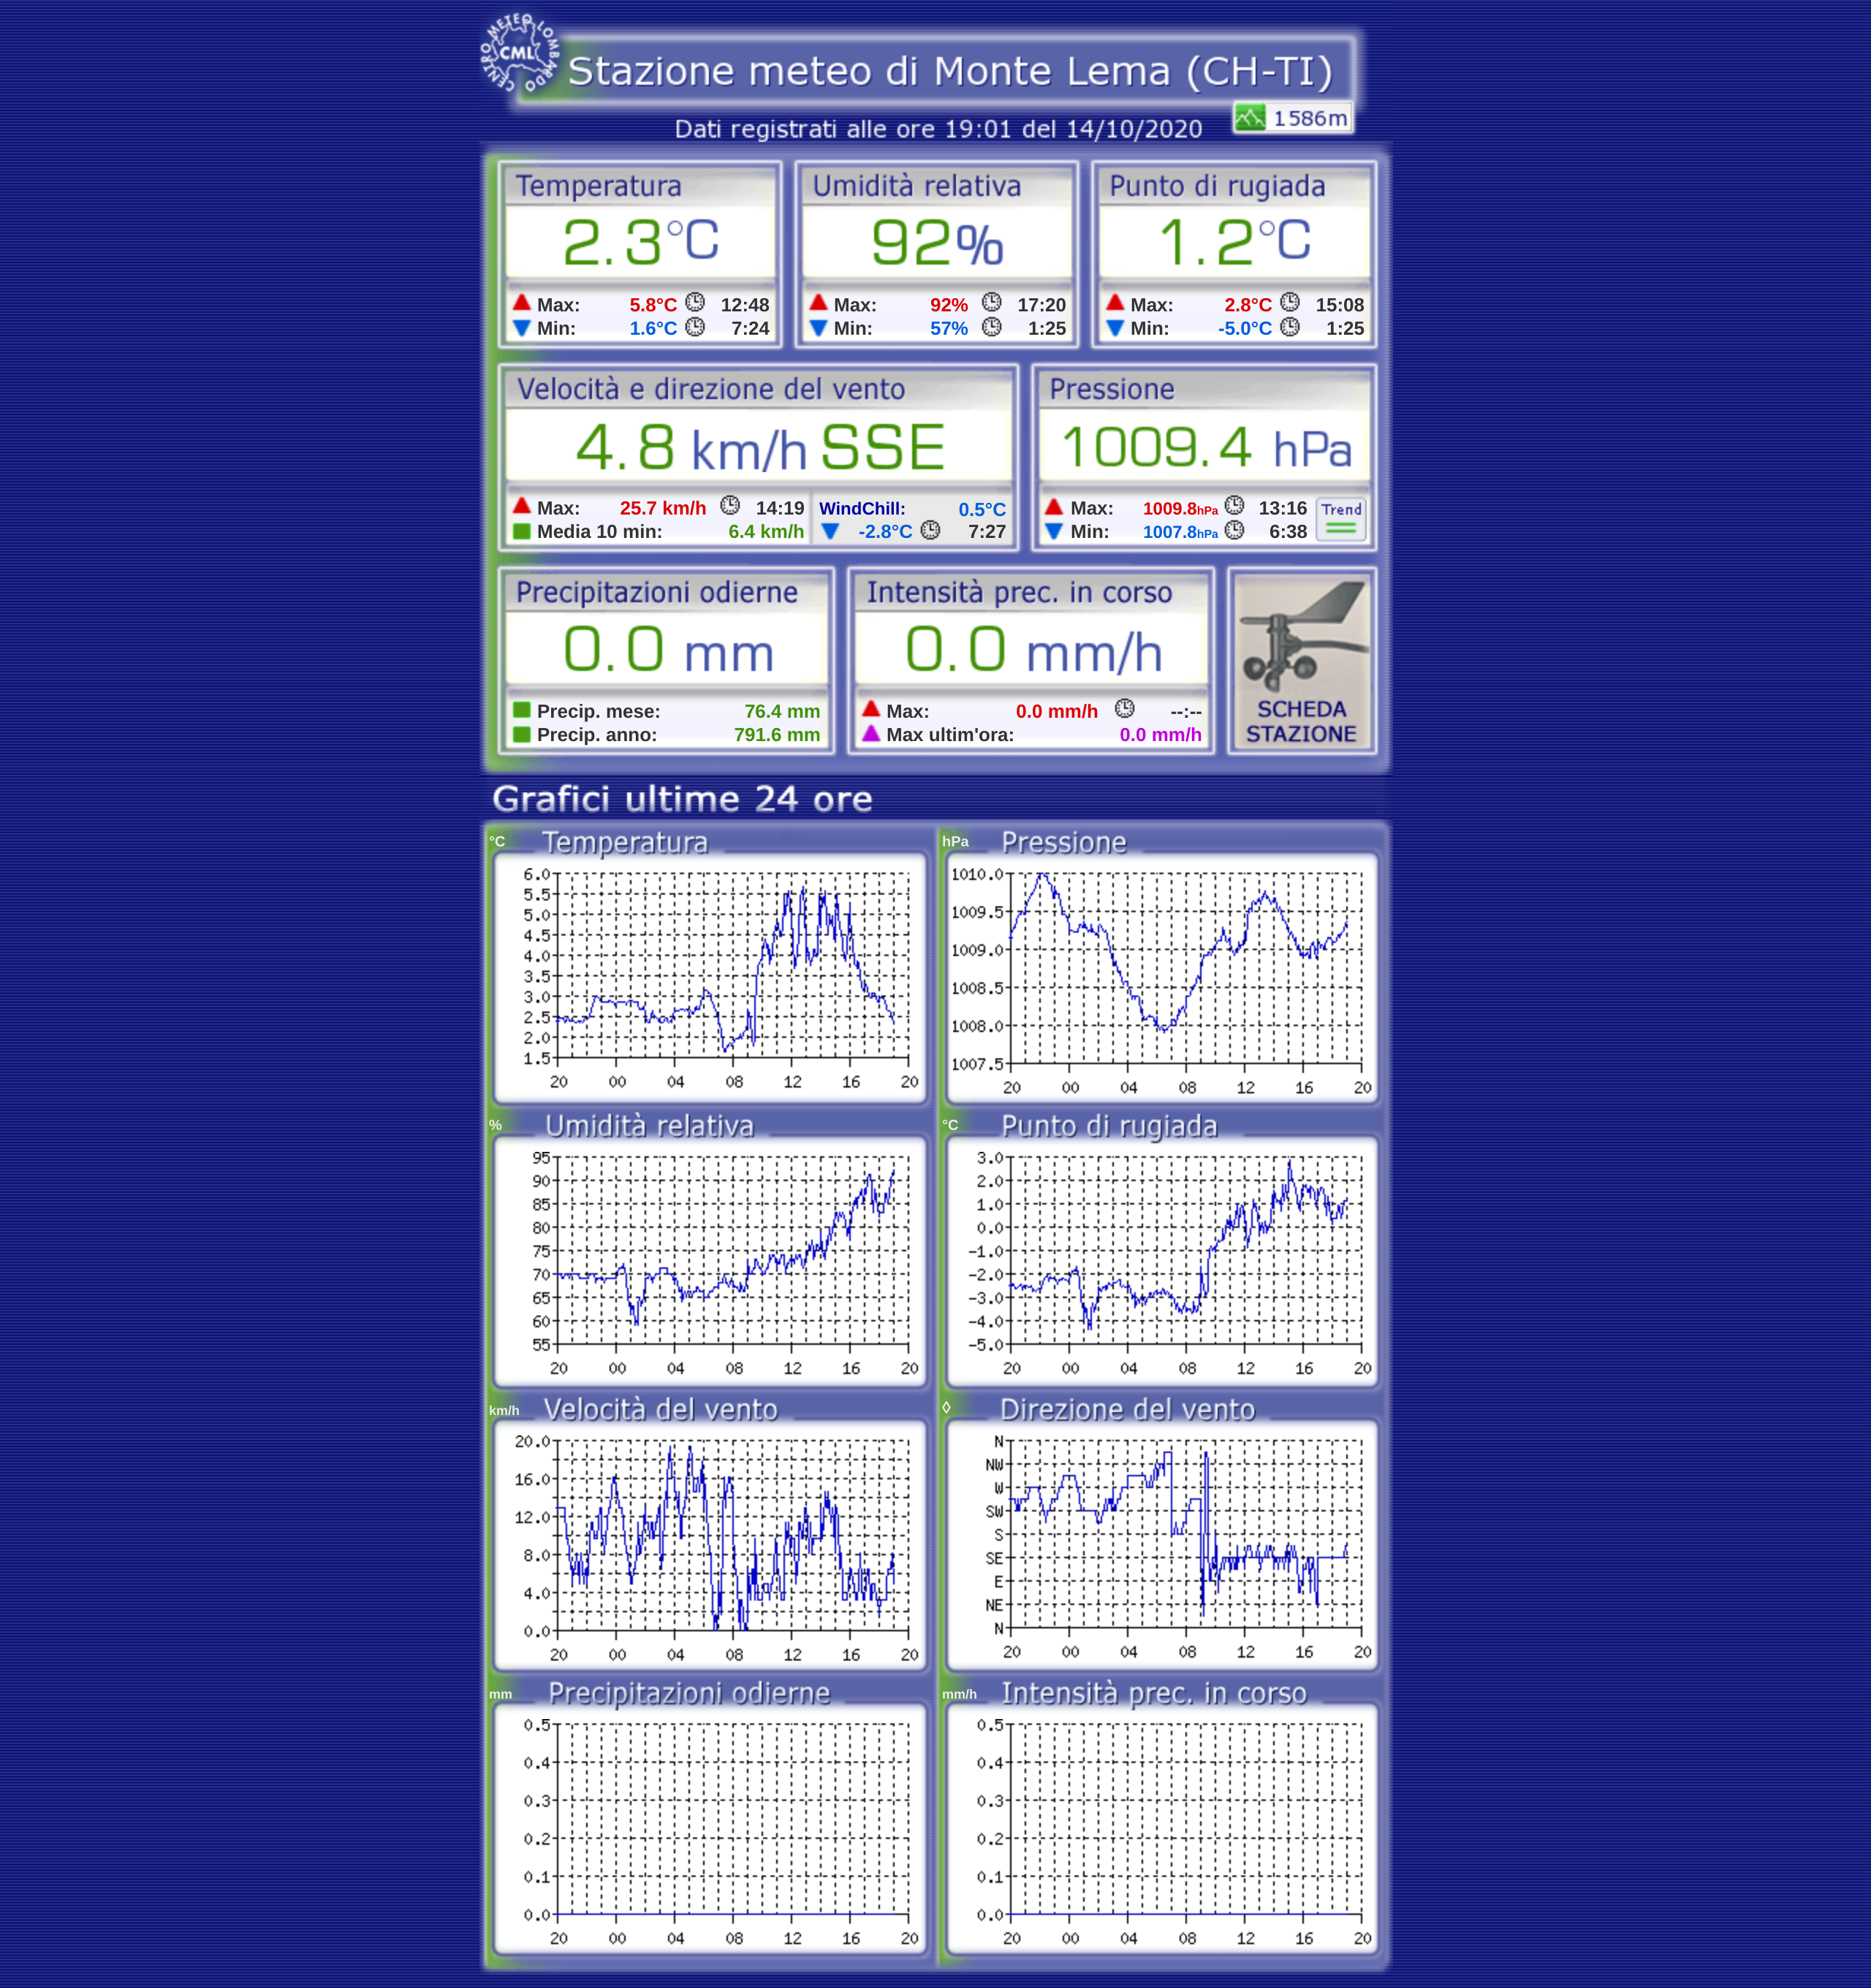 CENTRO METEO LOMBARDO
CML
Stazione meteo di Monte Lema (CH-TI)
1586m
Dati registrati alle ore 19:01 del 14/10/2020
Temperatura Umidità relativa Punto di rugiada
2.3°C 92% 1.2°C
Max: 5.8°C 12:48 Max: 92% 17:20 Max: 2.8°C 15:08
Min: 1.6°C 7:24 Min: 57% 1:25 Min: -5.0°C 1:25
Velocità e direzione del vento Pressione
4.8 km/h SSE 1009.4 hPa
Max: 25.7 km/h 14:19 WindChill: 0.5°C Max: 1009.8hPa 13:16 Trend
Media 10 min: 6.4 km/h -2.8°C 7:27 Min: 1007.8hPa 6:38
Precipitazioni odierne Intensità prec. in corso
0.0 mm 0.0 mm/h
Precip. mese: 76.4 mm Max: 0.0 mm/h --:-- SCHEDA
Precip. anno: 791.6 mm Max ultim'ora: 0.0 mm/h STAZIONE
Grafici ultime 24 ore
°C Temperatura
6.0
5.5
5.0
4.5
4.0
3.5
3.0
2.5
2.0
1.5
20 00 04 08 12 16 20
hPa Pressione
1010.0
1009.5
1009.0
1008.5
1008.0
1007.5
20 00 04 08 12 16 20
% Umidità relativa
95
90
85
80
75
70
65
60
55
20 00 04 08 12 16 20
°C Punto di rugiada
3.0
2.0
1.0
0.0
-1.0
-2.0
-3.0
-4.0
-5.0
20 00 04 08 12 16 20
km/h Velocità del vento
20.0
16.0
12.0
8.0
4.0
0.0
20 00 04 08 12 16 20
◊ Direzione del vento
N
NW
W
SW
S
SE
E
NE
N
20 00 04 08 12 16 20
mm Precipitazioni odierne
0.5
0.4
0.3
0.2
0.1
0.0
20 00 04 08 12 16 20
mm/h Intensità prec. in corso
0.5
0.4
0.3
0.2
0.1
0.0
20 00 04 08 12 16 20